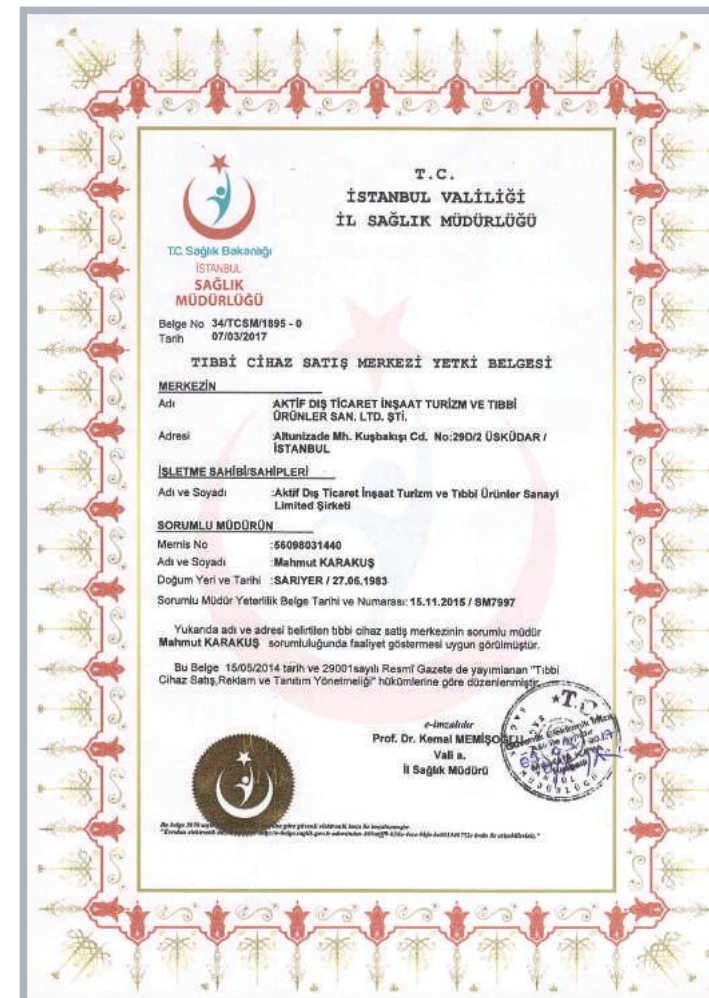 T.C.
İSTANBUL VALİLİĞİ
İL SAĞLIK MÜDÜRLÜĞÜ
T.C. Sağlık Bakanlığı
İSTANBUL
SAĞLIK
MÜDÜRLÜĞÜ
Belge No 34/TCSM/1895 - 0
Tarih 07/03/2017
TIBBİ CİHAZ SATIŞ MERKEZİ YETKİ BELGESİ
MERKEZİN
Adı :AKTİF DIŞ TİCARET İNŞAAT TURİZM VE TIBBİ
ÜRÜNLER SAN. LTD. ŞTİ.
Adresi :Altunizade Mh. Kuşbakışı Cd. No:29D/2 ÜSKÜDAR /
İSTANBUL
İŞLETME SAHİBİ/SAHİPLERİ
Adı ve Soyadı :Aktif Dış Ticaret İnşaat Turizm ve Tıbbi Ürünler Sanayi
Limited Şirketi
SORUMLU MÜDÜRÜN
Mernis No :56098031440
Adı ve Soyadı :Mahmut KARAKUŞ
Doğum Yeri ve Tarihi :SARIYER / 27.06.1983
Sorumlu Müdür Yeterlilik Belge Tarihi ve Numarası: 15.11.2015 / SM7997
Yukarıda adı ve adresi belirtilen tıbbi cihaz satış merkezinin sorumlu müdür
Mahmut KARAKUŞ sorumluluğunda faaliyet göstermesi uygun görülmüştür.
Bu Belge 15/05/2014 tarih ve 29001sayılı Resmî Gazete de yayımlanan "Tıbbi
Cihaz Satış,Reklam ve Tanıtım Yönetmeliği" hükümlerine göre düzenlenmiştir.
e-imzalıdır
Prof. Dr. Kemal MEMİŞOĞLU
Vali a.
İl Sağlık Müdürü
T.C.
Güvenli Elektronik İmza
Aslı ile Aynıdır